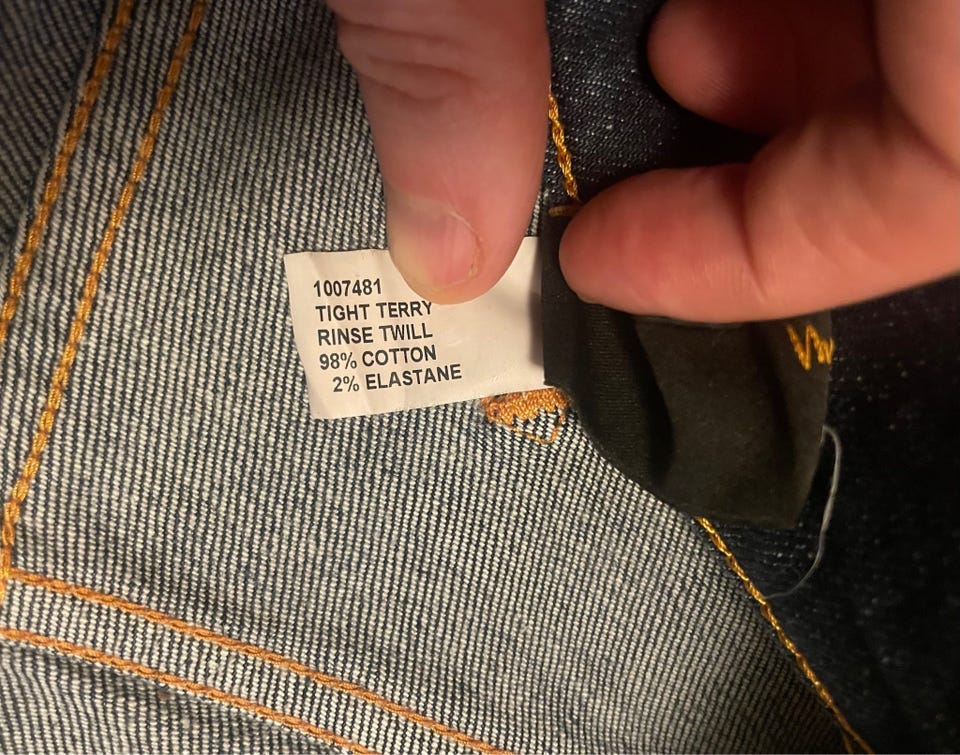 1007481
TIGHT TERRY
RINSE TWILL
98% COTTON
2% ELASTANE